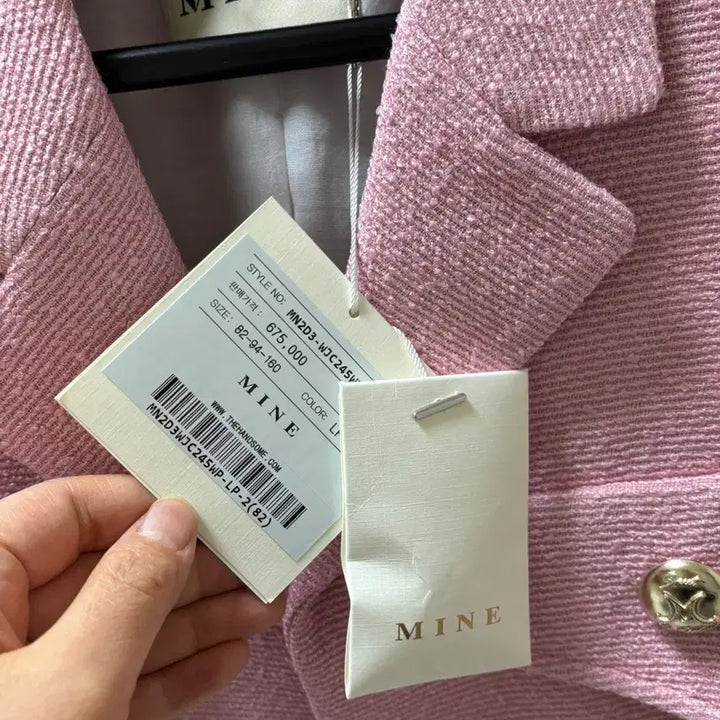 MINE
STYLE NO: MN2D3-WJC245W
판매가격 : 675,000
SIZE: 82-94-160
COLOR: L
MINE
WWW.THEHANDSOME.COM
MN2D3WJC245WP-LP-2(82)
MINE